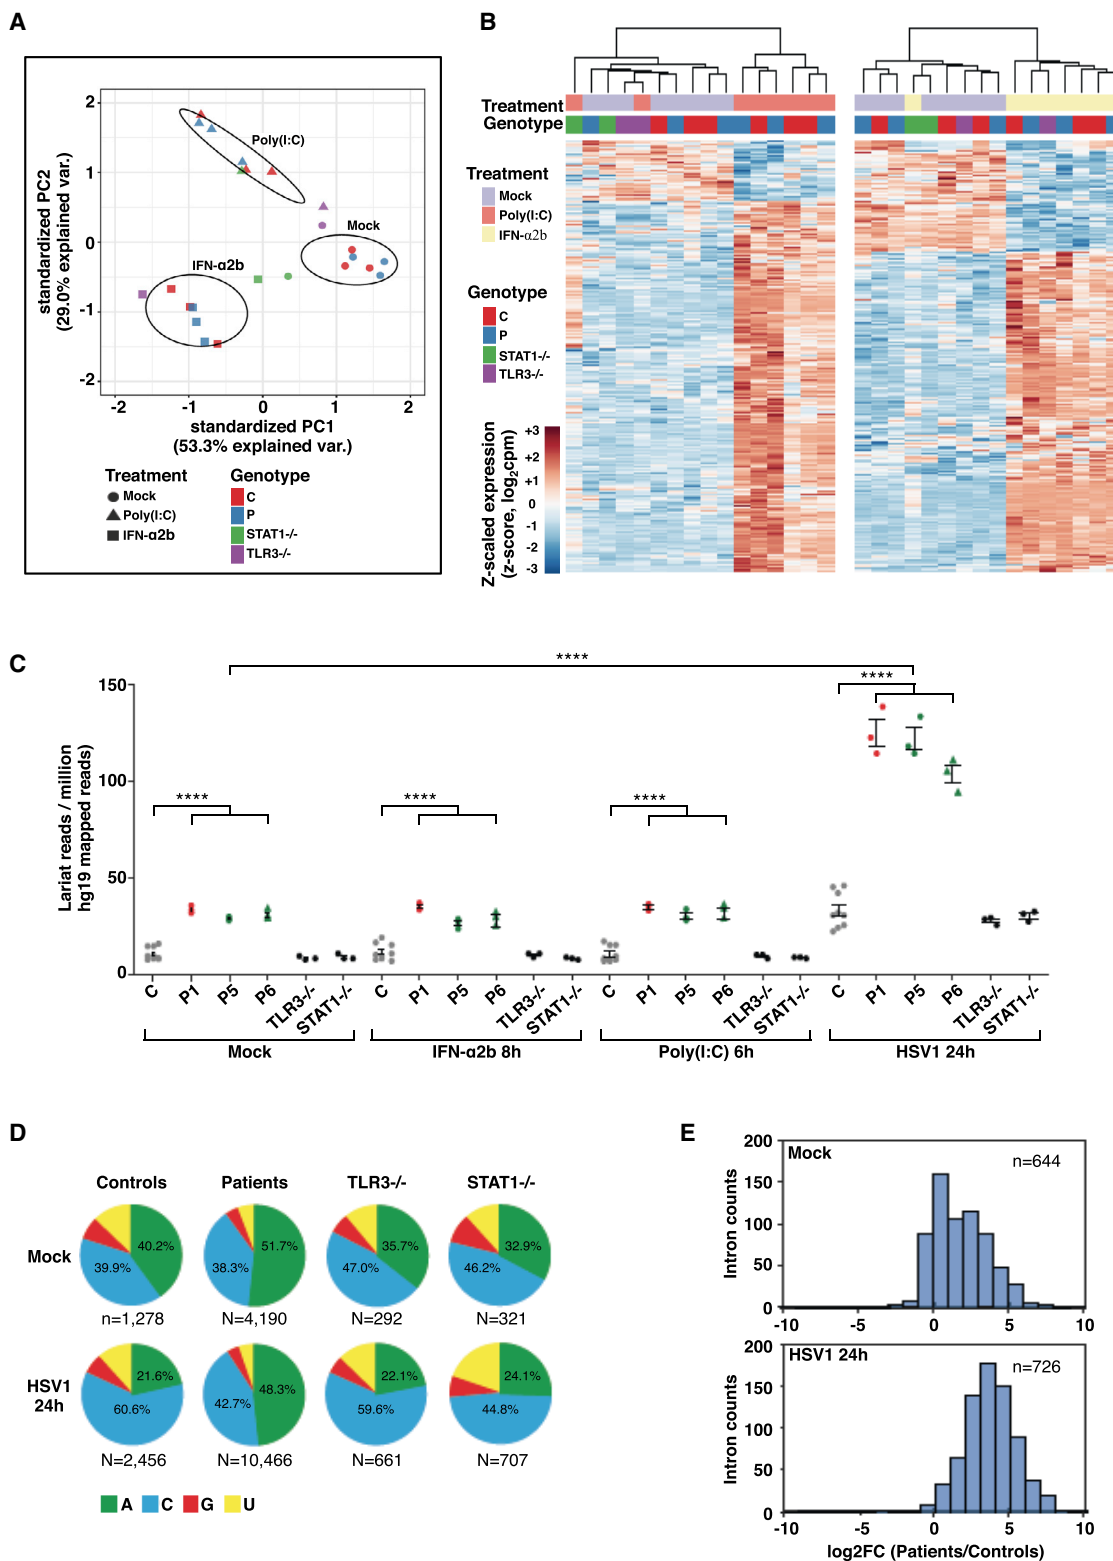 A
standardized PC2
(29.0% explained var.)
2
1
0
-1
-2
Poly(I:C)
Mock
IFN-α2b
-2 -1 0 1 2
standardized PC1
(53.3% explained var.)
Treatment
Mock
Poly(I:C)
IFN-α2b
Genotype
C
P
STAT1-/-
TLR3-/-
B
Treatment
Genotype
Treatment
Mock
Poly(I:C)
IFN-α2b
Genotype
C
P
STAT1-/-
TLR3-/-
Z-scaled expression
(z-score, log2cpm)
+3
+2
+1
0
-1
-2
-3
C
Lariat reads / million
hg19 mapped reads)
150
100
50
0
****
****
****
****
****
C P1 P5 P6 TLR3-/- STAT1-/- C P1 P5 P6 TLR3-/- STAT1-/- C P1 P5 P6 TLR3-/- STAT1-/- C P1 P5 P6 TLR3-/- STAT1-/-
Mock IFN-α2b 8h Poly(I:C) 6h HSV1 24h
D
Controls Patients TLR3-/- STAT1-/-
Mock
40.2% 51.7% 35.7% 32.9%
39.9% 38.3% 47.0% 46.2%
n=1,278 N=4,190 N=292 N=321
HSV1
24h
21.6% 48.3% 22.1% 24.1%
60.6% 42.7% 59.6% 44.8%
N=2,456 N=10,466 N=661 N=707
A C G U
E
Intron counts
200
150
100
50
0
Mock
n=644
-10 -5 0 5 10
Intron counts
200
150
100
50
0
HSV1 24h
n=726
-10 -5 0 5 10
log2FC (Patients/Controls)